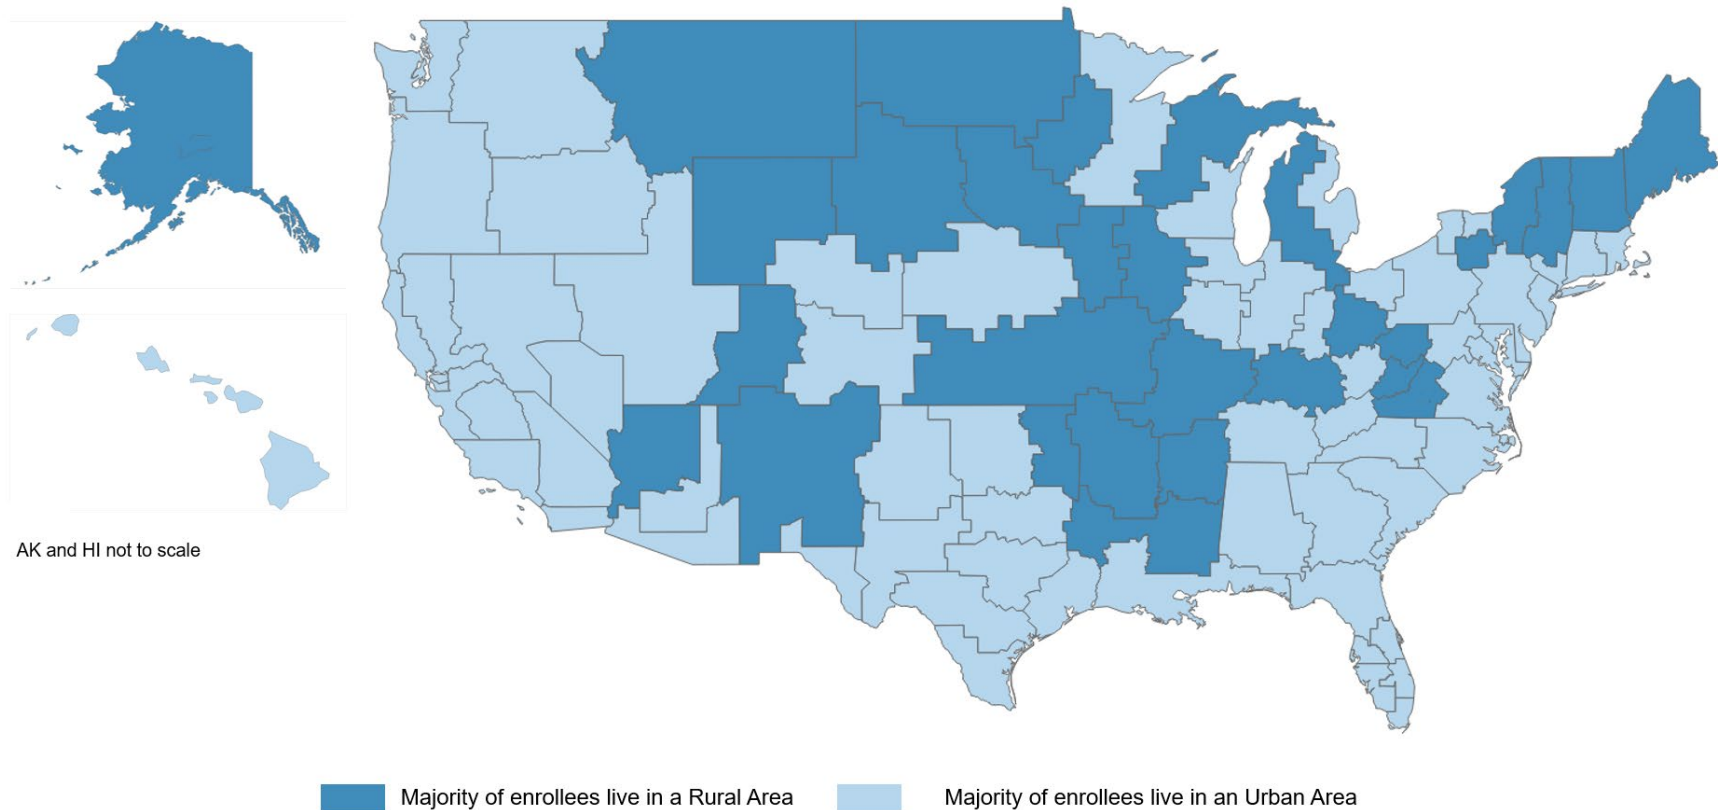 AK and HI not to scale
Majority of enrollees live in a Rural Area
Majority of enrollees live in an Urban Area